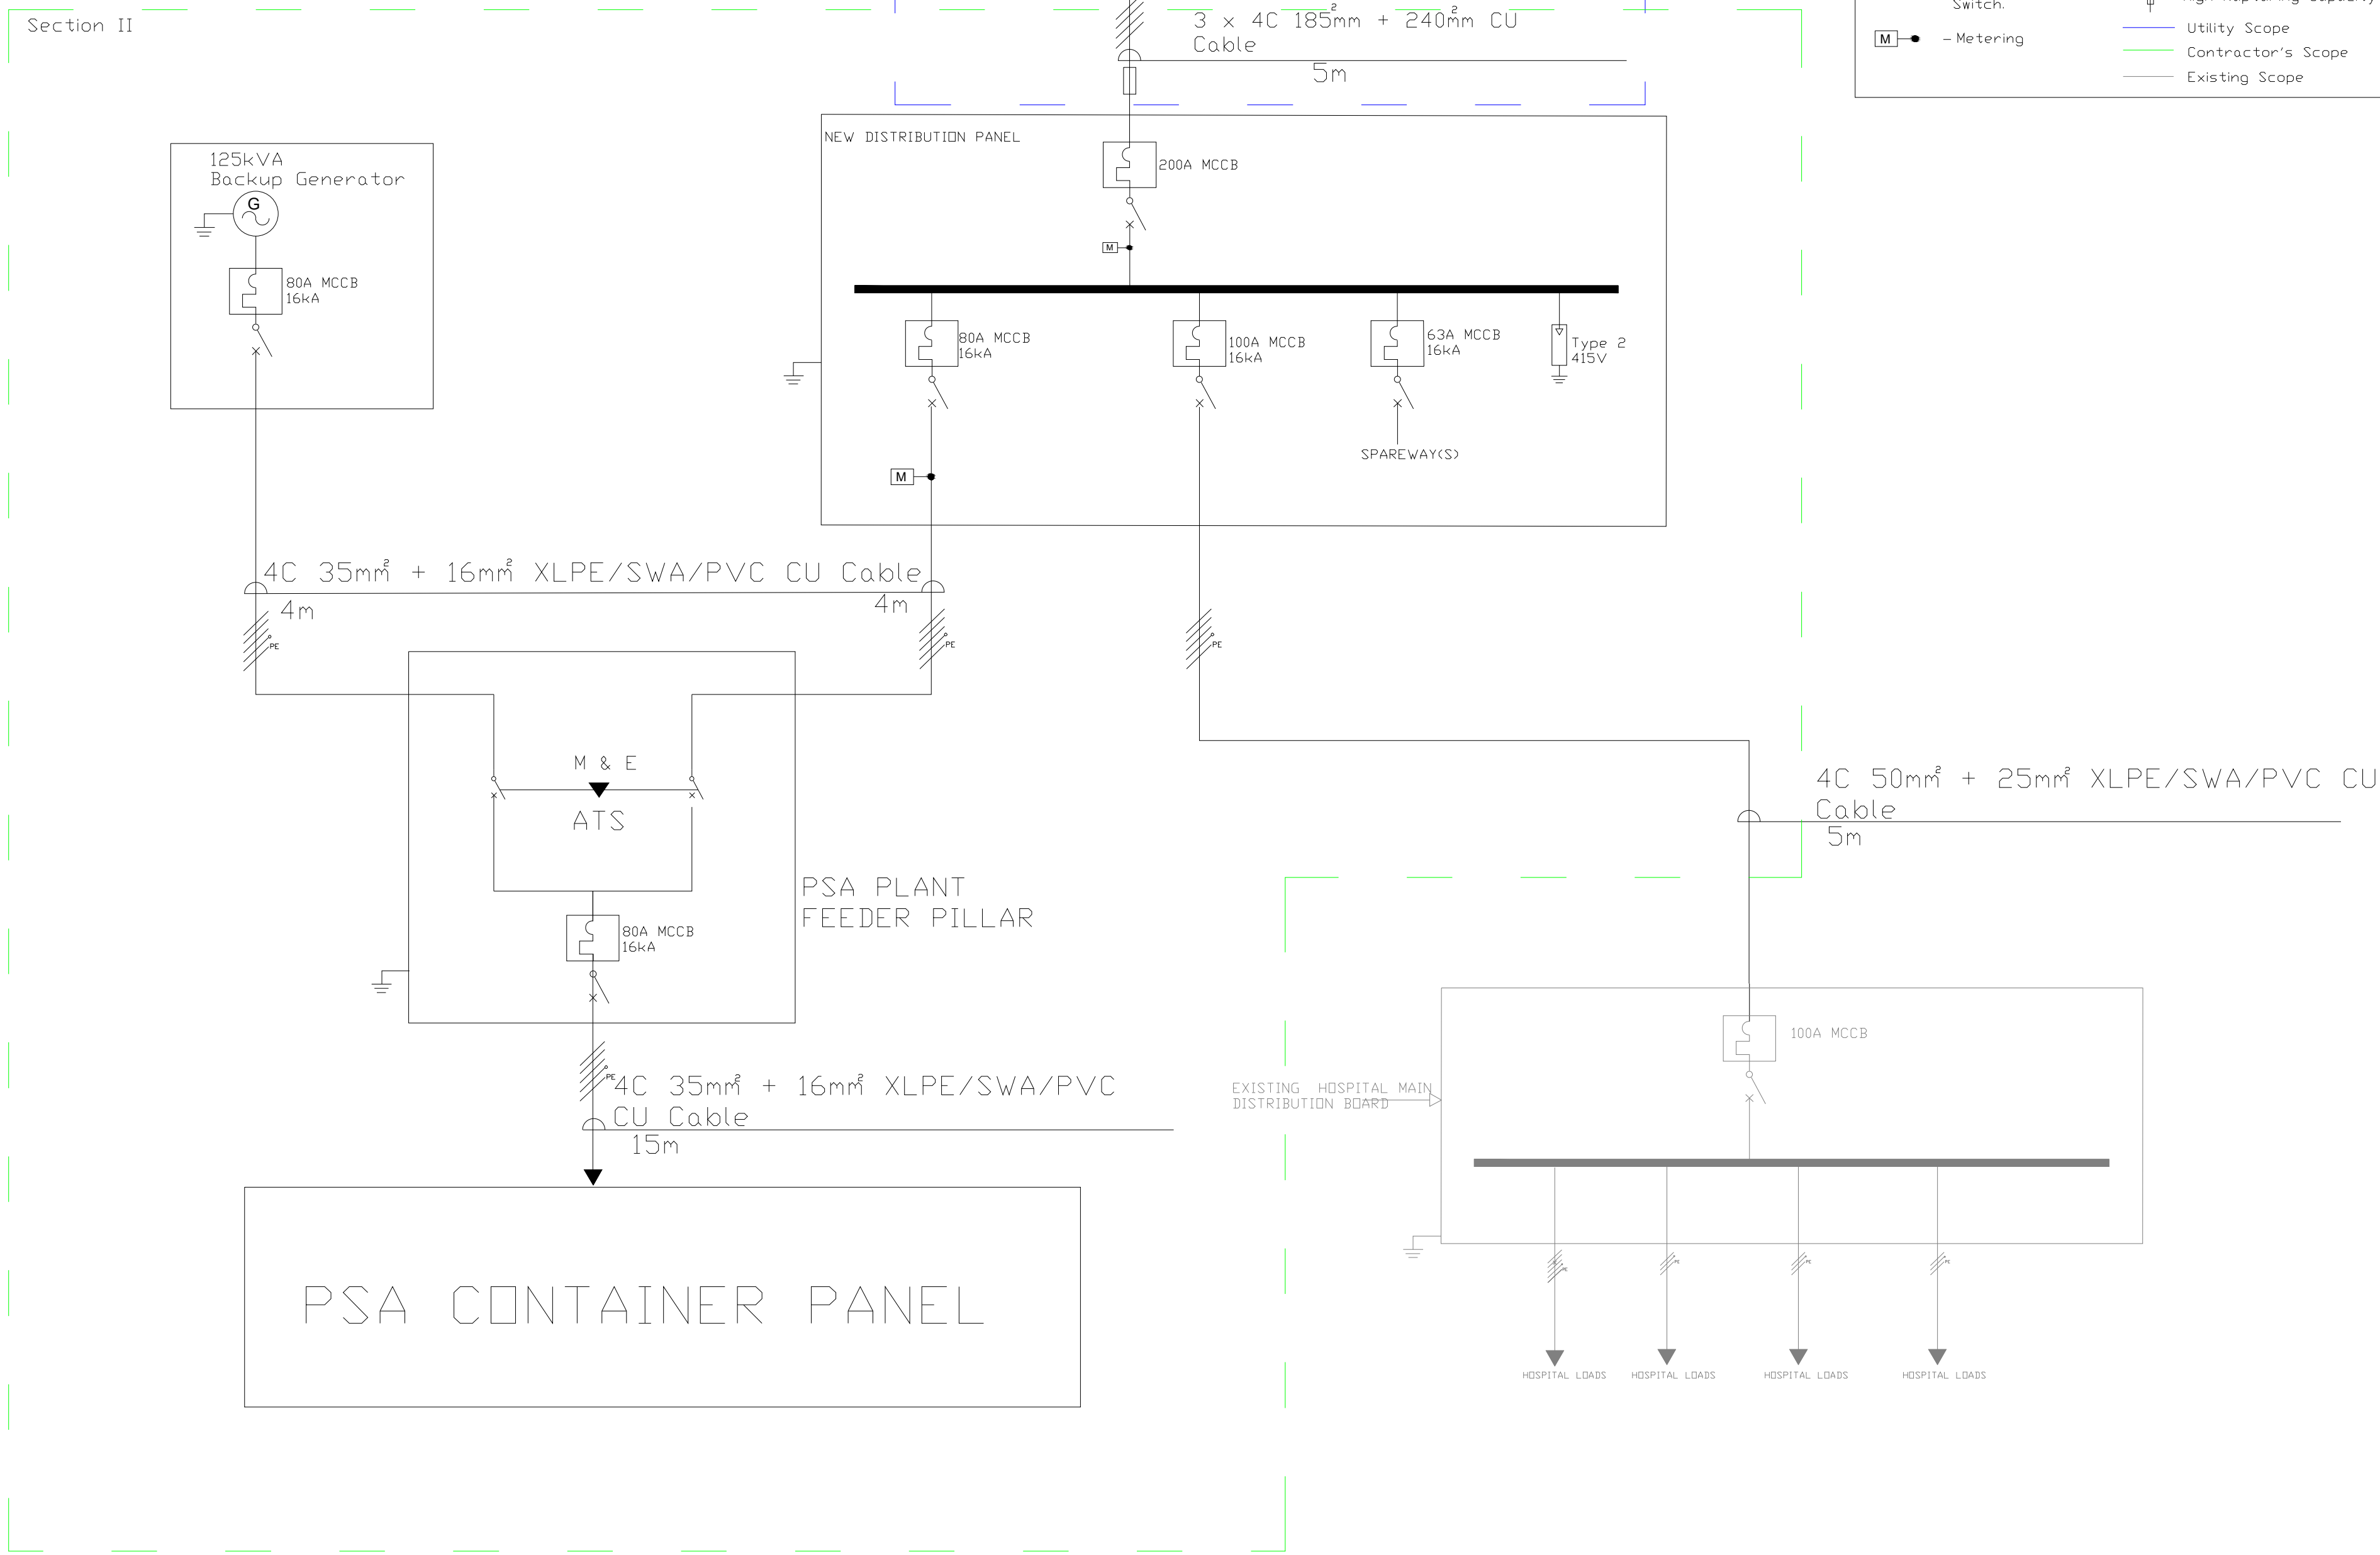 Section II
3 x 4C 185mm² + 240mm² CU
Cable
5m
Switch.
M
- Metering
Utility Scope
Contractor's Scope
Existing Scope
NEW DISTRIBUTION PANEL
200A MCCB
M
125kVA
Backup Generator
G
80A MCCB
16kA
80A MCCB
16kA
100A MCCB
16kA
63A MCCB
16kA
Type 2
415V
SPAREWAY(S)
M
4C 35mm² + 16mm² XLPE/SWA/PVC CU Cable
4m
4m
PE
PE
PE
M & E
ATS
4C 50mm² + 25mm² XLPE/SWA/PVC CU
Cable
5m
PSA PLANT
FEEDER PILLAR
80A MCCB
16kA
100A MCCB
PE
4C 35mm² + 16mm² XLPE/SWA/PVC
CU Cable
15m
EXISTING HOSPITAL MAIN
DISTRIBUTION BOARD
PSA CONTAINER PANEL
PE
PE
PE
PE
HOSPITAL LOADS
HOSPITAL LOADS
HOSPITAL LOADS
HOSPITAL LOADS